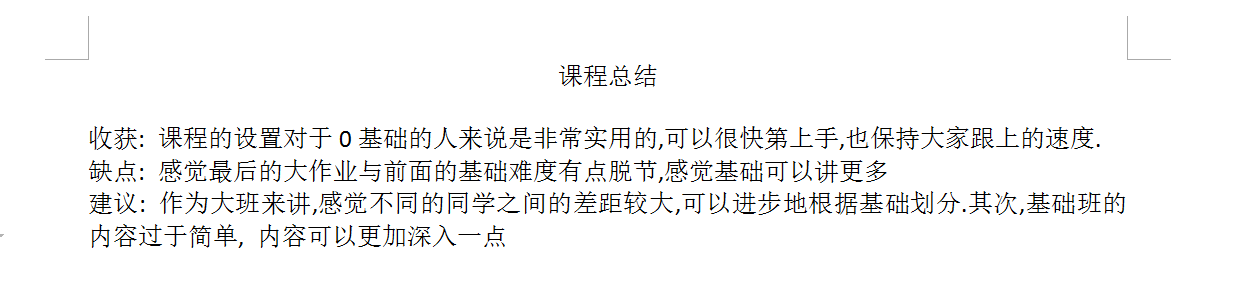 课程总结
收获: 课程的设置对于 0 基础的人来说是非常实用的,可以很快第上手,也保持大家跟上的速度.
缺点: 感觉最后的大作业与前面的基础难度有点脱节,感觉基础可以讲更多
建议: 作为大班来讲,感觉不同的同学之间的差距较大,可以进步地根据基础划分.其次,基础班的
内容过于简单, 内容可以更加深入一点